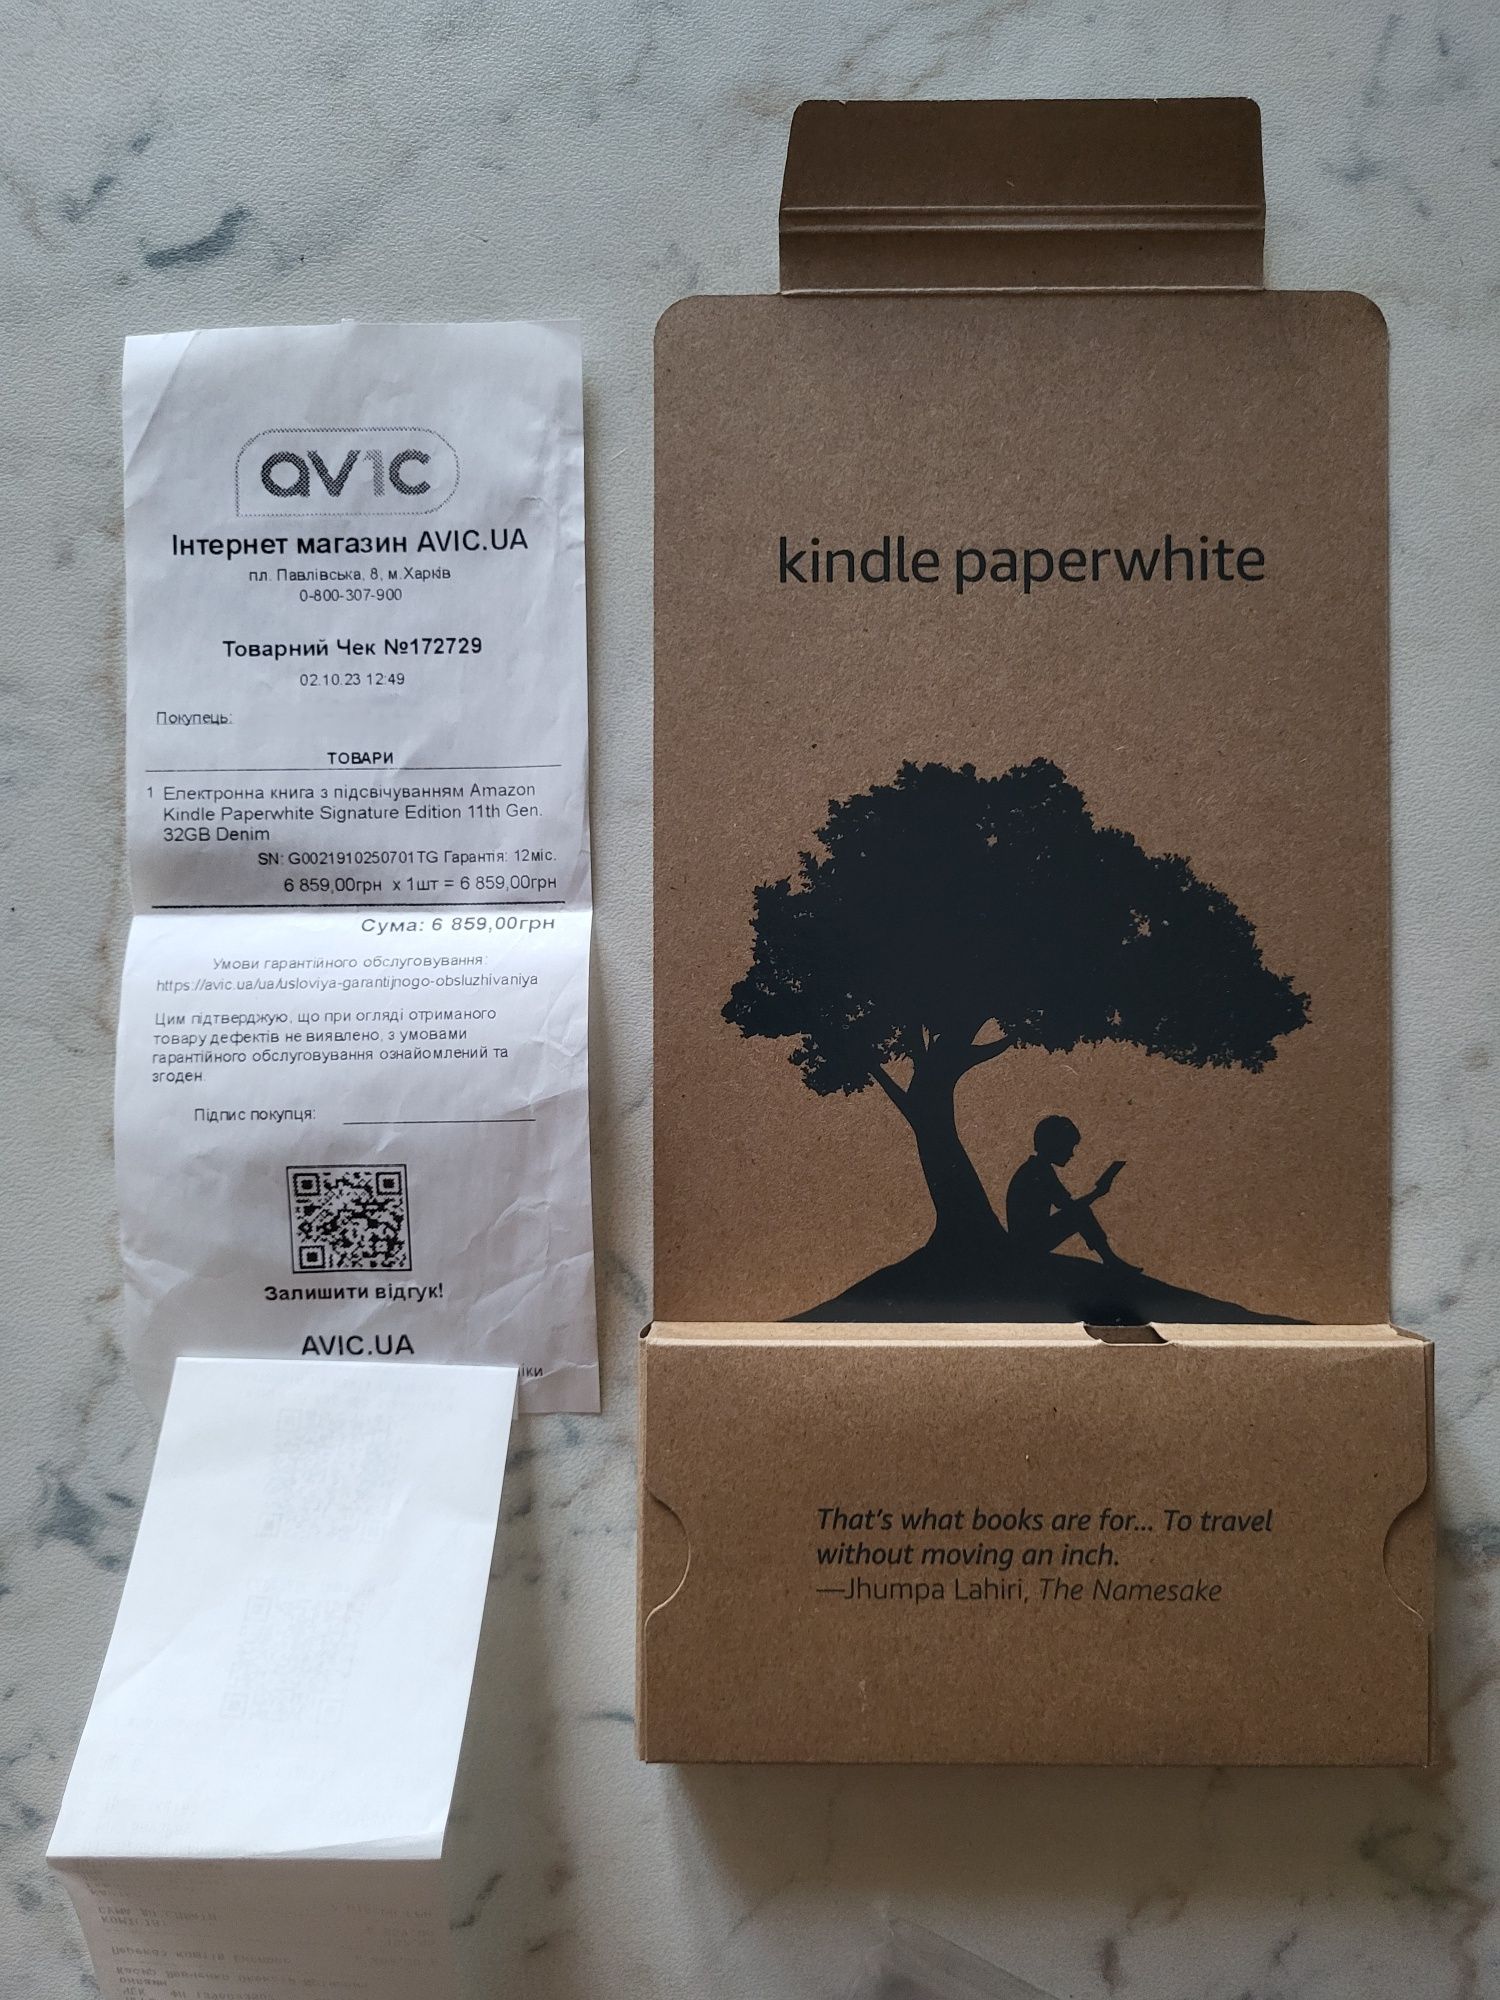 avic
Інтернет магазин AVIC.UA
пл. Павлівська, 8, м.Харків
0-800-307-900
Товарний Чек №172729
02.10.23 12:49
Покупець:
ТОВАРИ
1 Електронна книга з підсвічуванням Amazon
Kindle Paperwhite Signature Edition 11th Gen.
32GB Denim
SN: G0021910250701TG Гарантія: 12міс.
6 859,00грн x 1шт = 6 859,00грн
Сума: 6 859,00грн
Умови гарантійного обслуговування:
https://avic.ua/ua/usloviya-garantijnogo-obsluzhivaniya
Цим підтверджую, що при огляді отриманого
товару дефектів не виявлено, з умовами
гарантійного обслуговування ознайомлений та
згоден.
Підпис покупця:
Залишити відгук!
AVIC.UA
kindle paperwhite
That's what books are for... To travel
without moving an inch.
—Jhumpa Lahiri, The Namesake